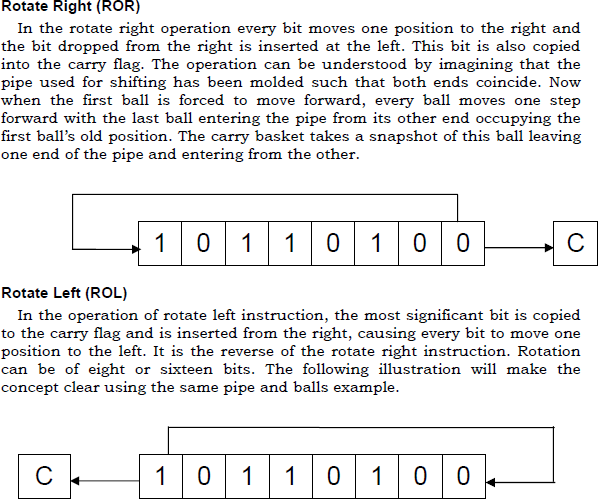 Rotate Right (ROR)
In the rotate right operation every bit moves one position to the right and
the bit dropped from the right is inserted at the left. This bit is also copied
into the carry flag. The operation can be understood by imagining that the
pipe used for shifting has been molded such that both ends coincide. Now
when the first ball is forced to move forward, every ball moves one step
forward with the last ball entering the pipe from its other end occupying the
first ball's old position. The carry basket takes a snapshot of this ball leaving
one end of the pipe and entering from the other.
1 0 1 1 0 1 0 0 C
Rotate Left (ROL)
In the operation of rotate left instruction, the most significant bit is copied
to the carry flag and is inserted from the right, causing every bit to move one
position to the left. It is the reverse of the rotate right instruction. Rotation
can be of eight or sixteen bits. The following illustration will make the
concept clear using the same pipe and balls example.
C 1 0 1 1 0 1 0 0